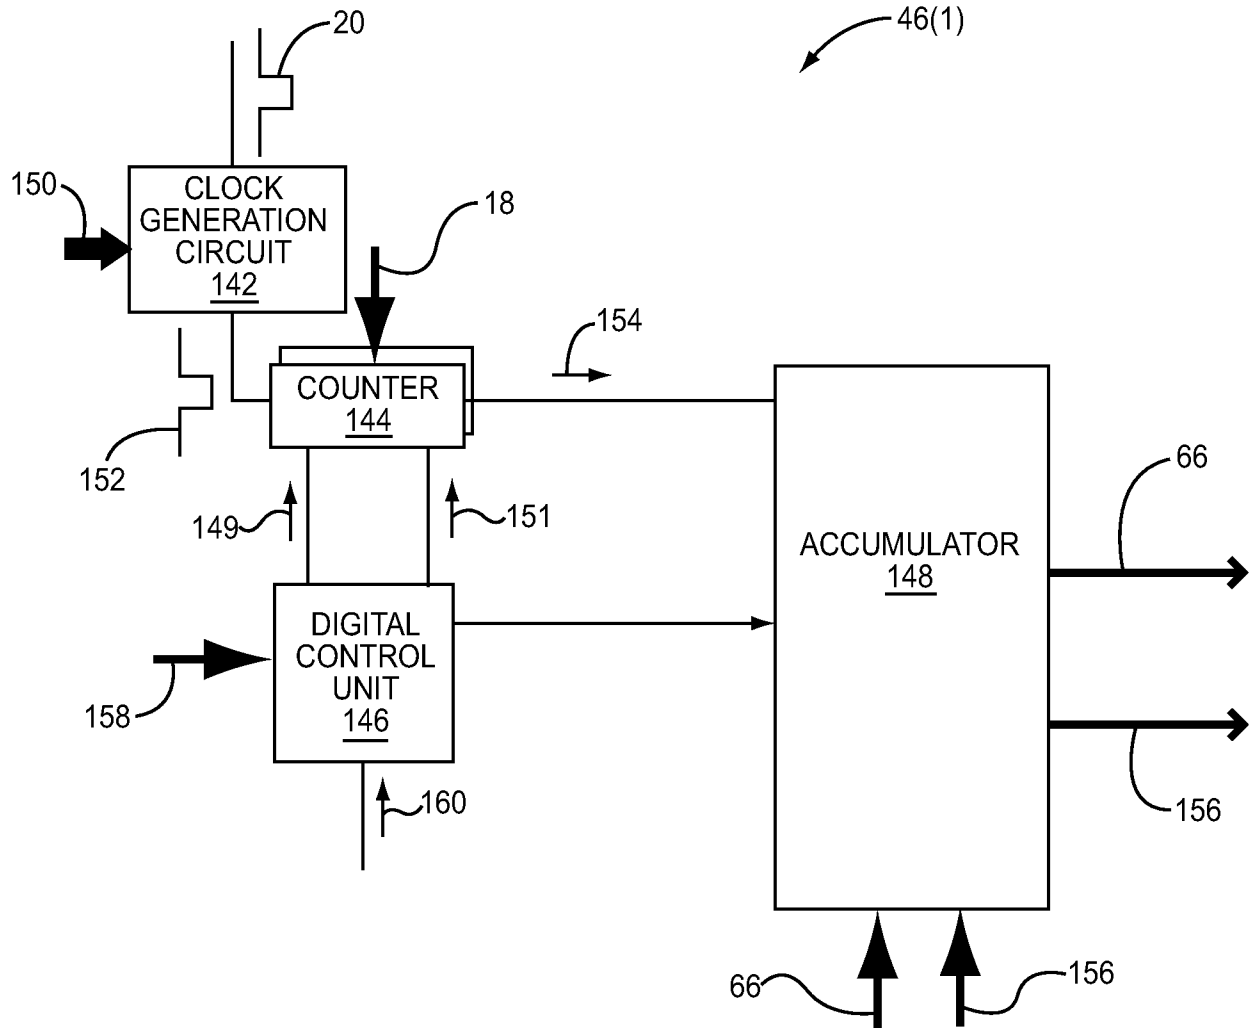 20
46(1)
150
CLOCK
GENERATION
CIRCUIT
142
18
154
COUNTER
144
152
149
151
66
ACCUMULATOR
148
DIGITAL
CONTROL
UNIT
146
158
160
156
66
156